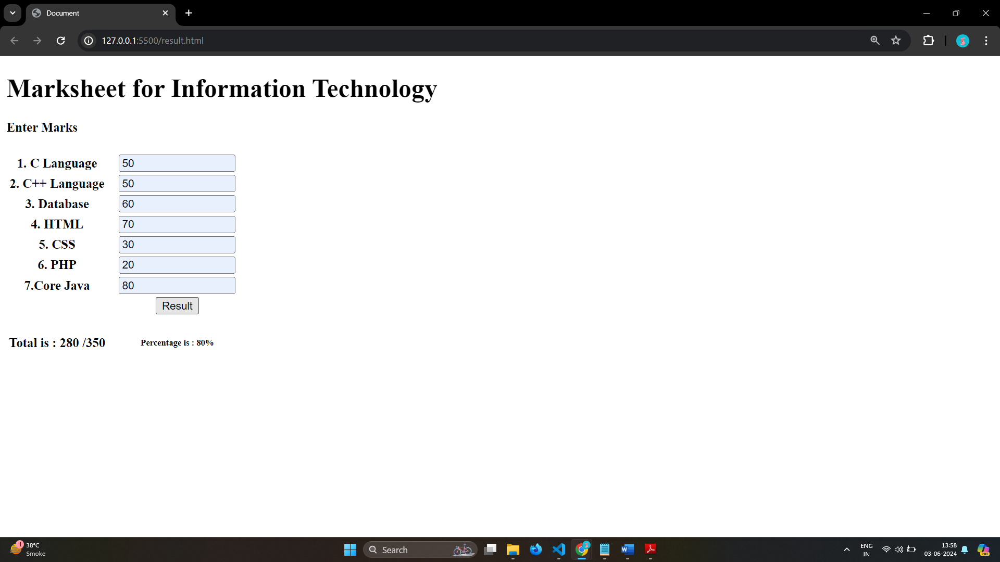 Document
127.0.0.1:5500/result.html
Marksheet for Information Technology
Enter Marks
1. C Language 50
2. C++ Language 50
3. Database 60
4. HTML 70
5. CSS 30
6. PHP 20
7.Core Java 80
Result
Total is : 280 /350 Percentage is : 80%
1
38°C
Smoke
Search
W
ENG
IN
13:58
03-06-2024
PRE